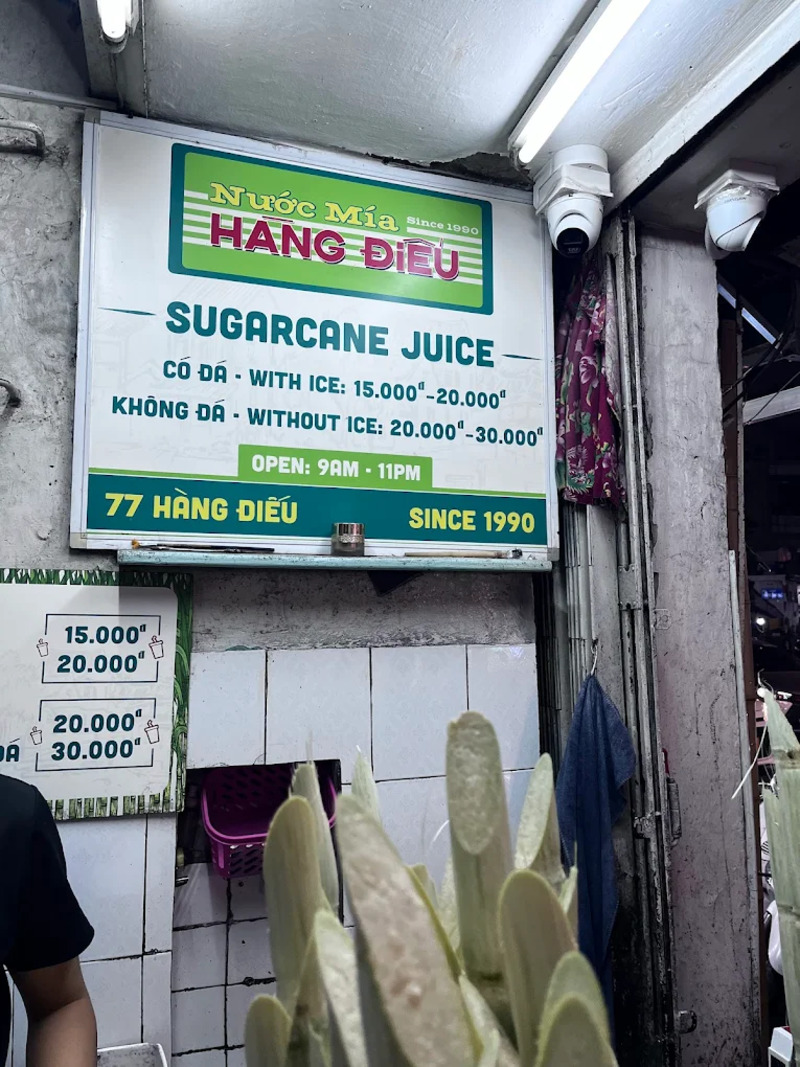 Nước Mía Since 1990
HÀNG ĐIẾU
SUGARCANE JUICE
CÓ ĐÁ - WITH ICE: 15.000đ-20.000đ
KHÔNG ĐÁ - WITHOUT ICE: 20.000đ-30.000đ
OPEN: 9AM - 11PM
77 HÀNG ĐIẾU SINCE 1990
15.000đ
20.000đ
20.000đ
ĐÁ 30.000đ